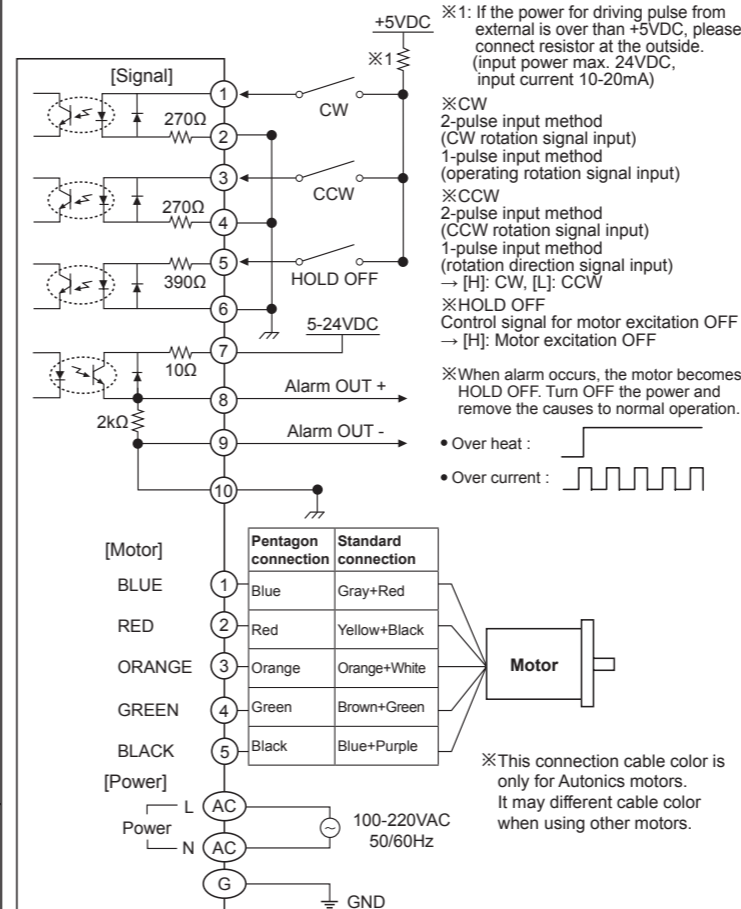 +5VDC
※1
[Signal]
1
270Ω
CW
2
3
CCW
270Ω
4
5
390Ω
HOLD OFF
6
5-24VDC
7
10Ω
Alarm OUT +
8
2kΩ
Alarm OUT -
9
10
※1: If the power for driving pulse from
external is over than +5VDC, please
connect resistor at the outside.
(input power max. 24VDC,
input current 10-20mA)
※CW
2-pulse input method
(CW rotation signal input)
1-pulse input method
(operating rotation signal input)
※CCW
2-pulse input method
(CCW rotation signal input)
1-pulse input method
(rotation direction signal input)
→ [H]: CW, [L]: CCW
※HOLD OFF
Control signal for motor excitation OFF
→ [H]: Motor excitation OFF
※When alarm occurs, the motor becomes
HOLD OFF. Turn OFF the power and
remove the causes to normal operation.
● Over heat :
● Over current :
[Motor]
Pentagon connection Standard connection
BLUE 1 Blue Gray+Red
RED 2 Red Yellow+Black
ORANGE 3 Orange Orange+White
GREEN 4 Green Brown+Green
BLACK 5 Black Blue+Purple
Motor
※This connection cable color is
only for Autonics motors.
It may different cable color
when using other motors.
[Power]
L AC
Power
N AC
100-220VAC
50/60Hz
G
GND